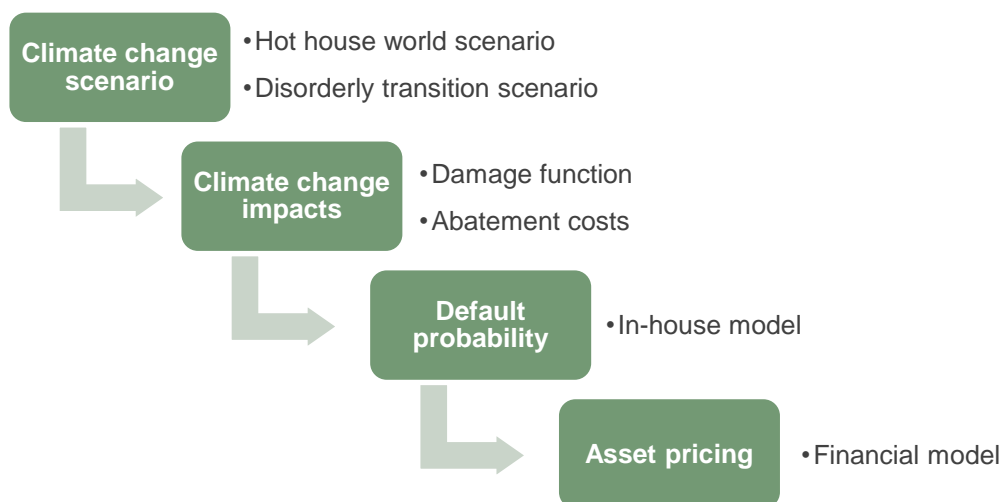 Climate change
scenario
•Hot house world scenario
•Disorderly transition scenario
Climate change
impacts
•Damage function
•Abatement costs
Default
probability
•In-house model
Asset pricing
•Financial model